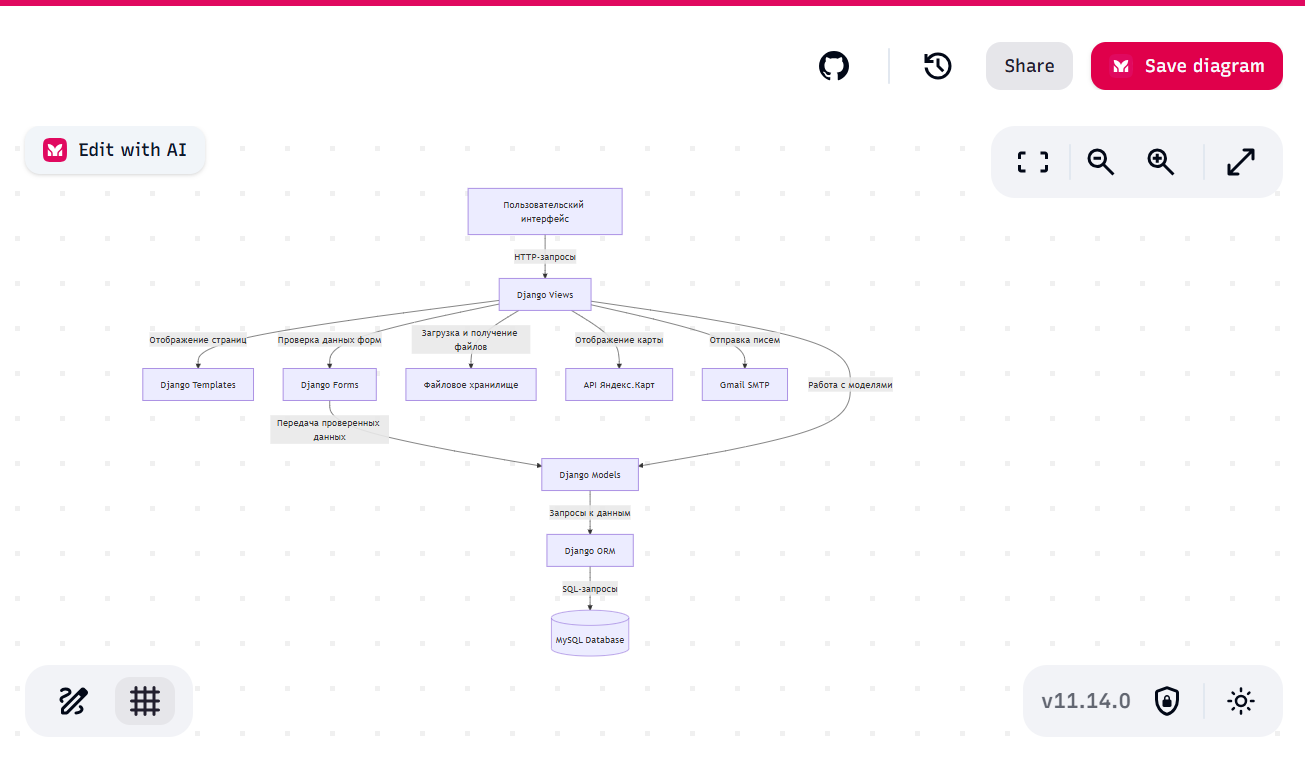 Share
Save diagram
Edit with AI
Пользовательский
интерфейс
HTTP-запросы
Django Views
Отображение страниц
Проверка данных форм
Загрузка и получение
файлов
Отображение карты
Отправка писем
Django Templates
Django Forms
Файловое хранилище
API Яндекс.Карт
Gmail SMTP
Работа с моделями
Передача проверенных
данных
Django Models
Запросы к данным
Django ORM
SQL-запросы
MySQL Database
v11.14.0